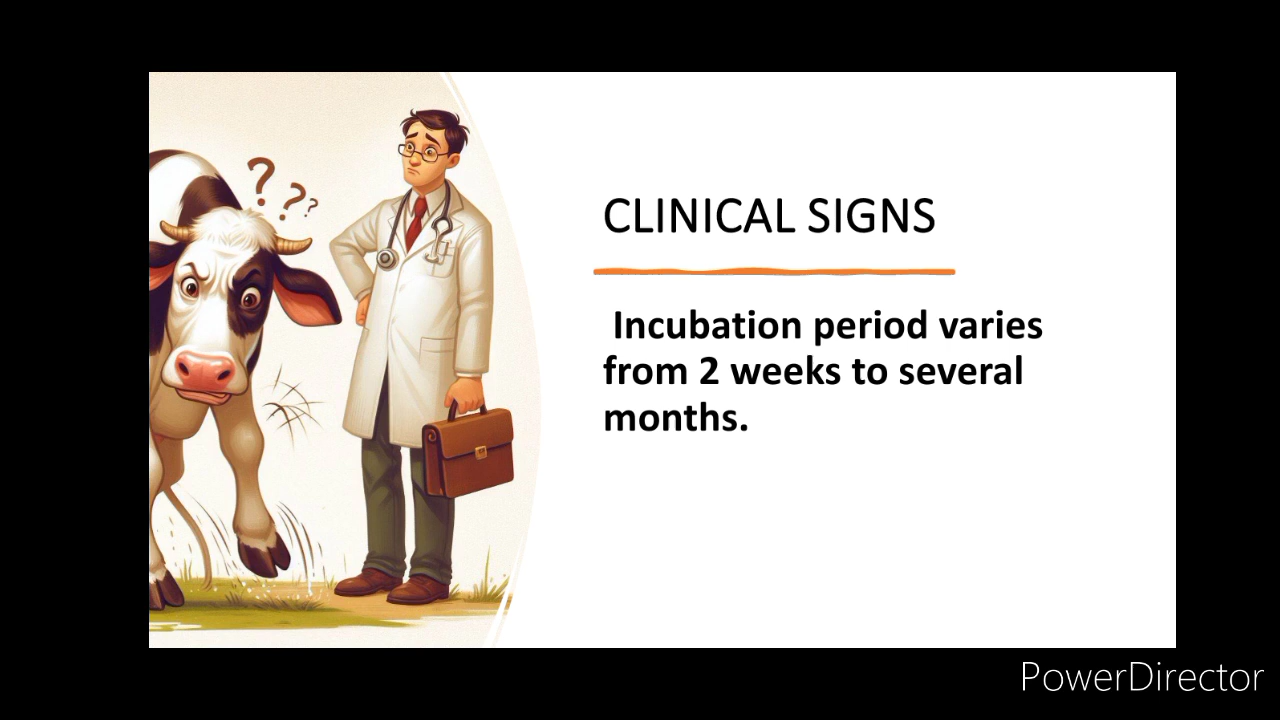 ? ? ?
CLINICAL SIGNS
Incubation period varies
from 2 weeks to several
months.
PowerDirector